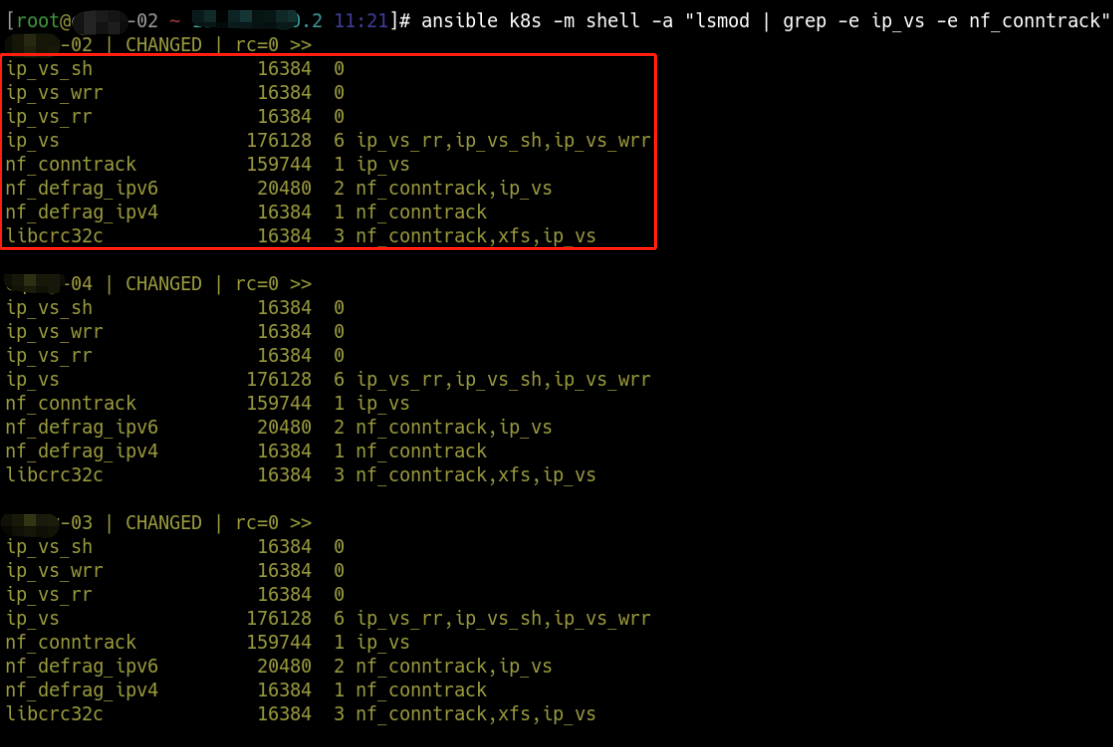 [root@ -02 ~ 0.2 11:21]# ansible k8s -m shell -a "lsmod | grep -e ip_vs -e nf_conntrack"
-02 | CHANGED | rc=0 >>
ip_vs_sh 16384 0
ip_vs_wrr 16384 0
ip_vs_rr 16384 0
ip_vs 176128 6 ip_vs_rr,ip_vs_sh,ip_vs_wrr
nf_conntrack 159744 1 ip_vs
nf_defrag_ipv6 20480 2 nf_conntrack,ip_vs
nf_defrag_ipv4 16384 1 nf_conntrack
libcrc32c 16384 3 nf_conntrack,xfs,ip_vs
-04 | CHANGED | rc=0 >>
ip_vs_sh 16384 0
ip_vs_wrr 16384 0
ip_vs_rr 16384 0
ip_vs 176128 6 ip_vs_rr,ip_vs_sh,ip_vs_wrr
nf_conntrack 159744 1 ip_vs
nf_defrag_ipv6 20480 2 nf_conntrack,ip_vs
nf_defrag_ipv4 16384 1 nf_conntrack
libcrc32c 16384 3 nf_conntrack,xfs,ip_vs
-03 | CHANGED | rc=0 >>
ip_vs_sh 16384 0
ip_vs_wrr 16384 0
ip_vs_rr 16384 0
ip_vs 176128 6 ip_vs_rr,ip_vs_sh,ip_vs_wrr
nf_conntrack 159744 1 ip_vs
nf_defrag_ipv6 20480 2 nf_conntrack,ip_vs
nf_defrag_ipv4 16384 1 nf_conntrack
libcrc32c 16384 3 nf_conntrack,xfs,ip_vs